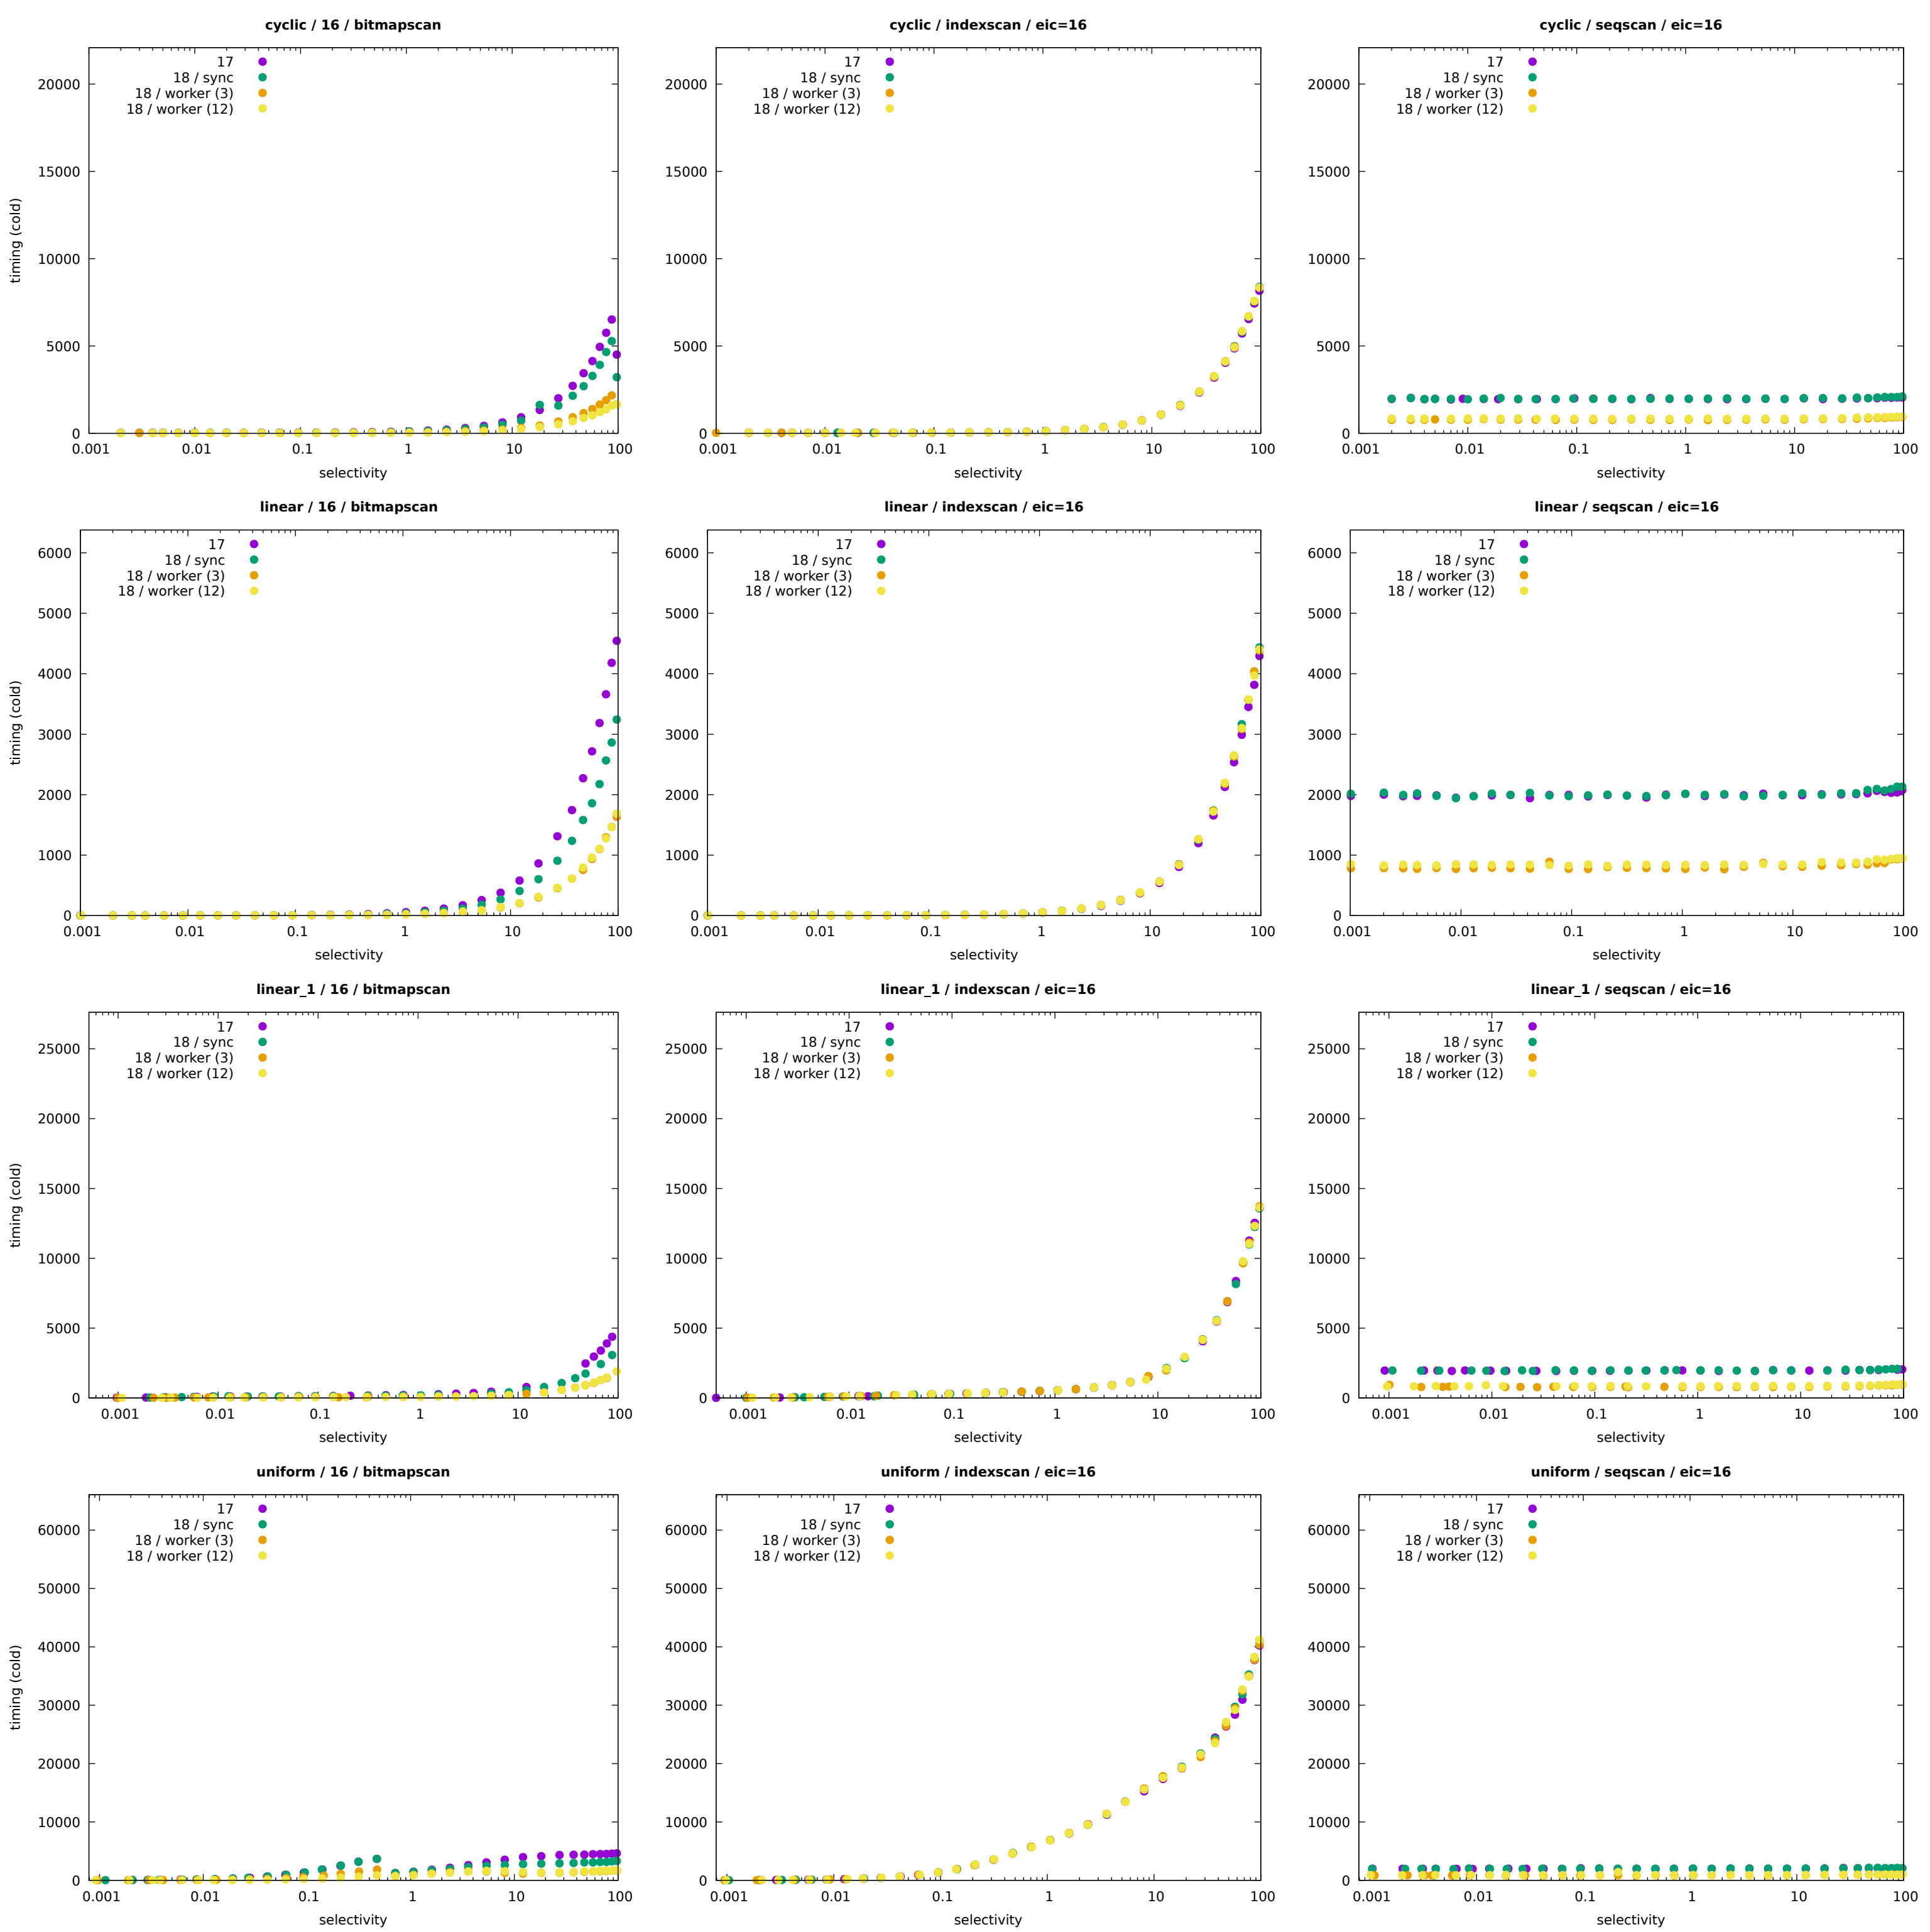 cyclic / 16 / bitmapscan
17
18 / sync
18 / worker (3)
18 / worker (12)
20000
15000
10000
5000
0
timing (cold)
0.001 0.01 0.1 1 10 100
selectivity
cyclic / indexscan / eic=16
17
18 / sync
18 / worker (3)
18 / worker (12)
20000
15000
10000
5000
0
0.001 0.01 0.1 1 10 100
selectivity
cyclic / seqscan / eic=16
17
18 / sync
18 / worker (3)
18 / worker (12)
20000
15000
10000
5000
0
0.001 0.01 0.1 1 10 100
selectivity
linear / 16 / bitmapscan
17
18 / sync
18 / worker (3)
18 / worker (12)
6000
5000
4000
3000
2000
1000
0
timing (cold)
0.001 0.01 0.1 1 10 100
selectivity
linear / indexscan / eic=16
17
18 / sync
18 / worker (3)
18 / worker (12)
6000
5000
4000
3000
2000
1000
0
0.001 0.01 0.1 1 10 100
selectivity
linear / seqscan / eic=16
17
18 / sync
18 / worker (3)
18 / worker (12)
6000
5000
4000
3000
2000
1000
0
0.001 0.01 0.1 1 10 100
selectivity
linear_1 / 16 / bitmapscan
17
18 / sync
18 / worker (3)
18 / worker (12)
25000
20000
15000
10000
5000
0
timing (cold)
0.001 0.01 0.1 1 10 100
selectivity
linear_1 / indexscan / eic=16
17
18 / sync
18 / worker (3)
18 / worker (12)
25000
20000
15000
10000
5000
0
0.001 0.01 0.1 1 10 100
selectivity
linear_1 / seqscan / eic=16
17
18 / sync
18 / worker (3)
18 / worker (12)
25000
20000
15000
10000
5000
0
0.001 0.01 0.1 1 10 100
selectivity
uniform / 16 / bitmapscan
17
18 / sync
18 / worker (3)
18 / worker (12)
60000
50000
40000
30000
20000
10000
0
timing (cold)
0.001 0.01 0.1 1 10 100
selectivity
uniform / indexscan / eic=16
17
18 / sync
18 / worker (3)
18 / worker (12)
60000
50000
40000
30000
20000
10000
0
0.001 0.01 0.1 1 10 100
selectivity
uniform / seqscan / eic=16
17
18 / sync
18 / worker (3)
18 / worker (12)
60000
50000
40000
30000
20000
10000
0
0.001 0.01 0.1 1 10 100
selectivity